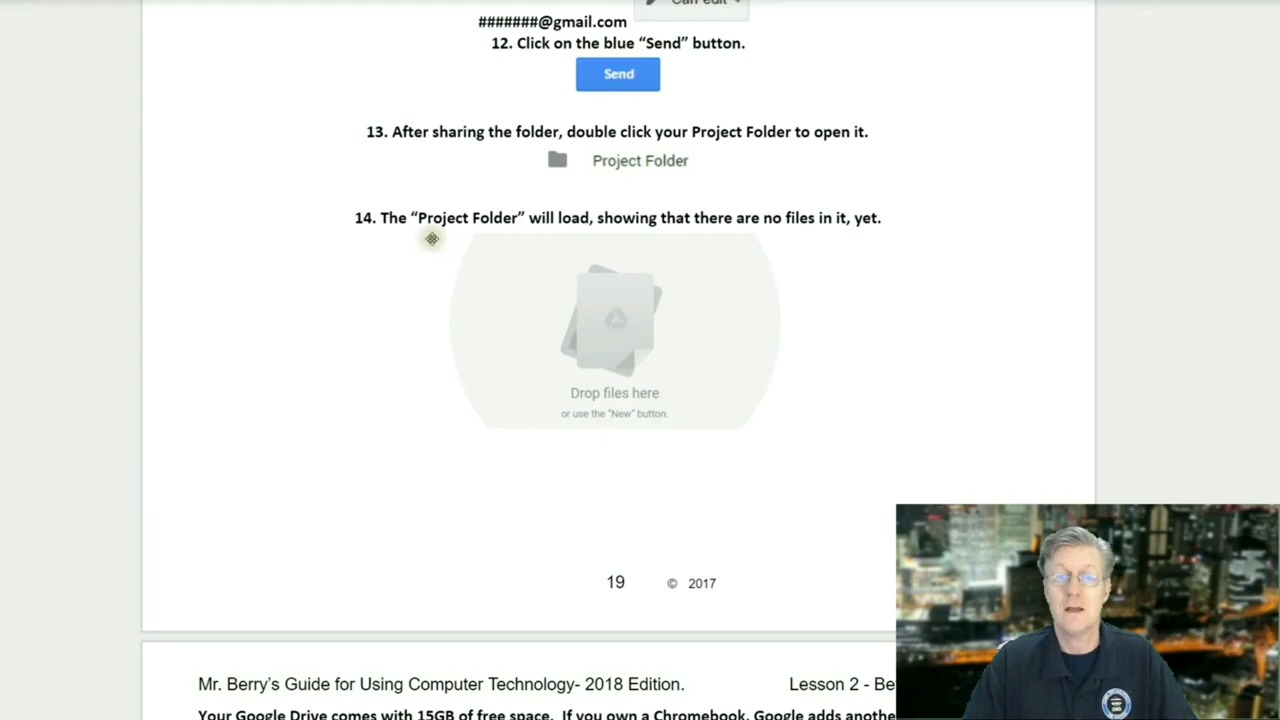 Can edit
#######@gmail.com
12. Click on the blue “Send” button.
Send
13. After sharing the folder, double click your Project Folder to open it.
Project Folder
14. The “Project Folder” will load, showing that there are no files in it, yet.
Drop files here
or use the "New" button.
19 © 2017
Mr. Berry’s Guide for Using Computer Technology- 2018 Edition. Lesson 2 - Be
Your Google Drive comes with 15GB of free space. If you own a Chromebook, Google adds anothe